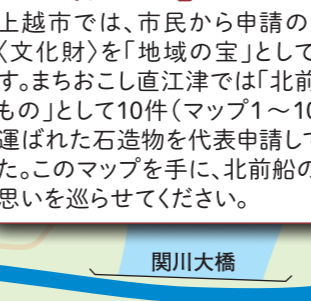 上越市では、市民から申請の
〈文化財〉を「地域の宝」として
す。まちおこし直江津では「北前
もの」として10件（マップ1～10
運ばれた石造物を代表申請して
た。このマップを手に、北前船の
思いを巡らせてください。
関川大橋